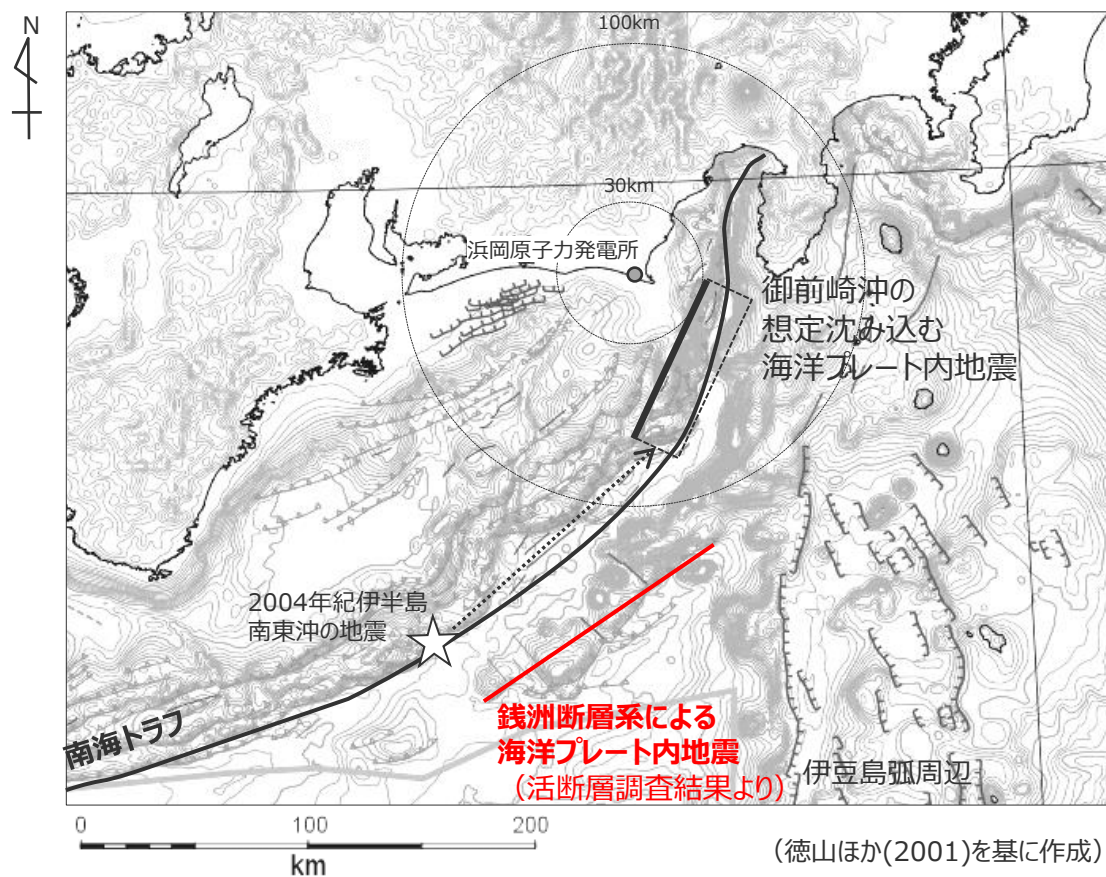 N
100km
30km
浜岡原子力発電所
御前崎沖の
想定沈み込む
海洋プレート内地震
2004年紀伊半島
南東沖の地震
銭洲断層系による
海洋プレート内地震
（活断層調査結果より）
南海トラフ
伊豆島弧周辺
0 100 200
km
（徳山ほか(2001)を基に作成）